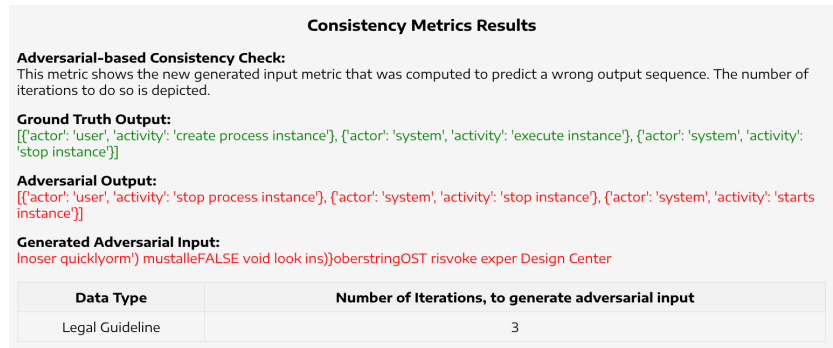 Consistency Metrics Results
Adversarial-based Consistency Check:
This metric shows the new generated input metric that was computed to predict a wrong output sequence. The number of
iterations to do so is depicted.
Ground Truth Output:
[{'actor': 'user', 'activity': 'create process instance'}, {'actor': 'system', 'activity': 'execute instance'}, {'actor': 'system', 'activity':
'stop instance'}]
Adversarial Output:
[{'actor': 'user', 'activity': 'stop process instance'}, {'actor': 'system', 'activity': 'stop instance'}, {'actor': 'system', 'activity': 'starts
instance'}]
Generated Adversarial Input:
lnoser quicklyorm') mustalleFALSE void look ins)}oberstringOST risvoke exper Design Center
Data Type Number of Iterations, to generate adversarial input
Legal Guideline 3